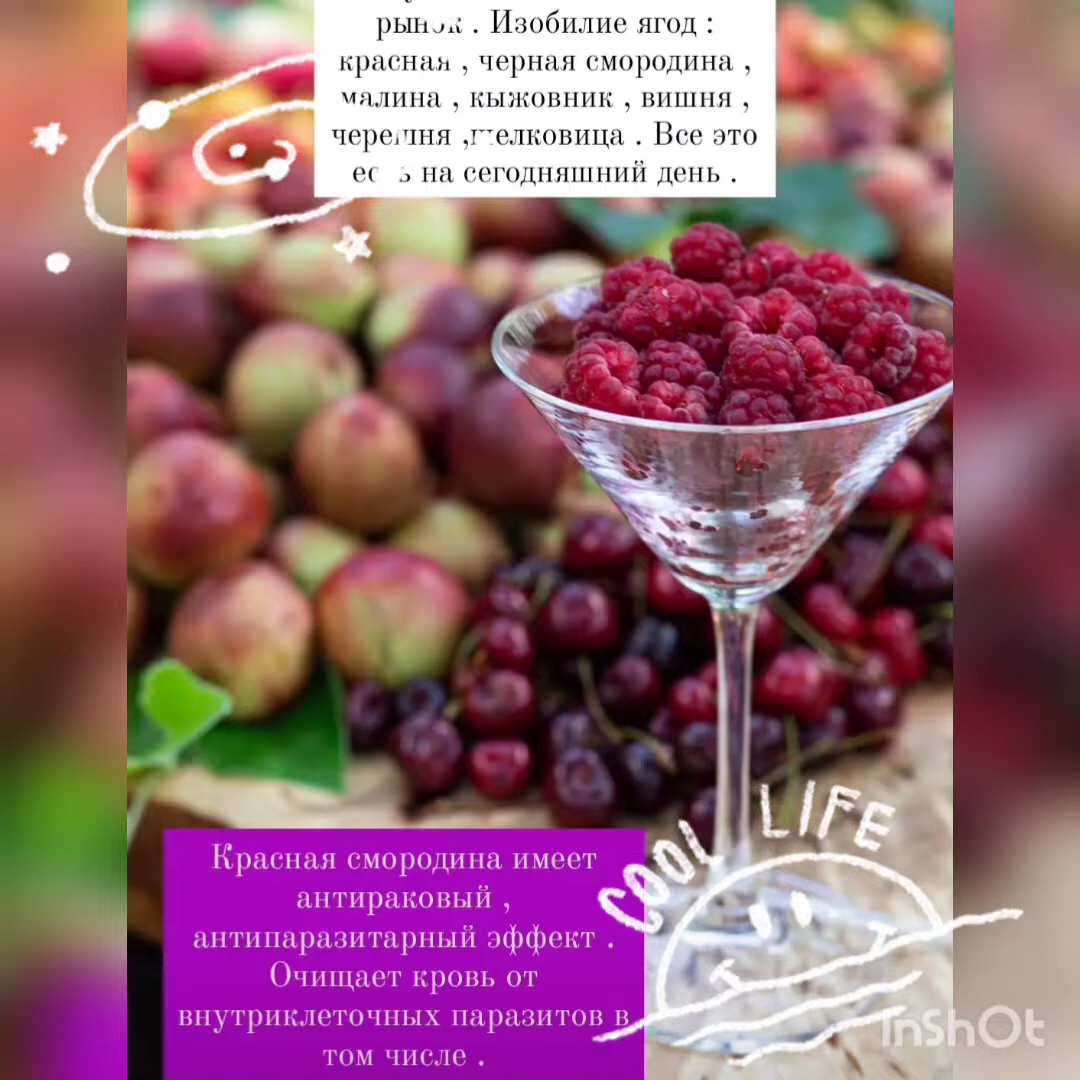 рынок . Изобилие ягод :
красная , черная смородина ,
малина , кыжовник , вишня ,
черешня ,шелковица . Все это
есть на сегодняшний день .
COOL LIFE
Красная смородина имеет
антираковый ,
антипаразитарный эффект .
Очищает кровь от
внутриклеточных паразитов в
том числе .
InShOt